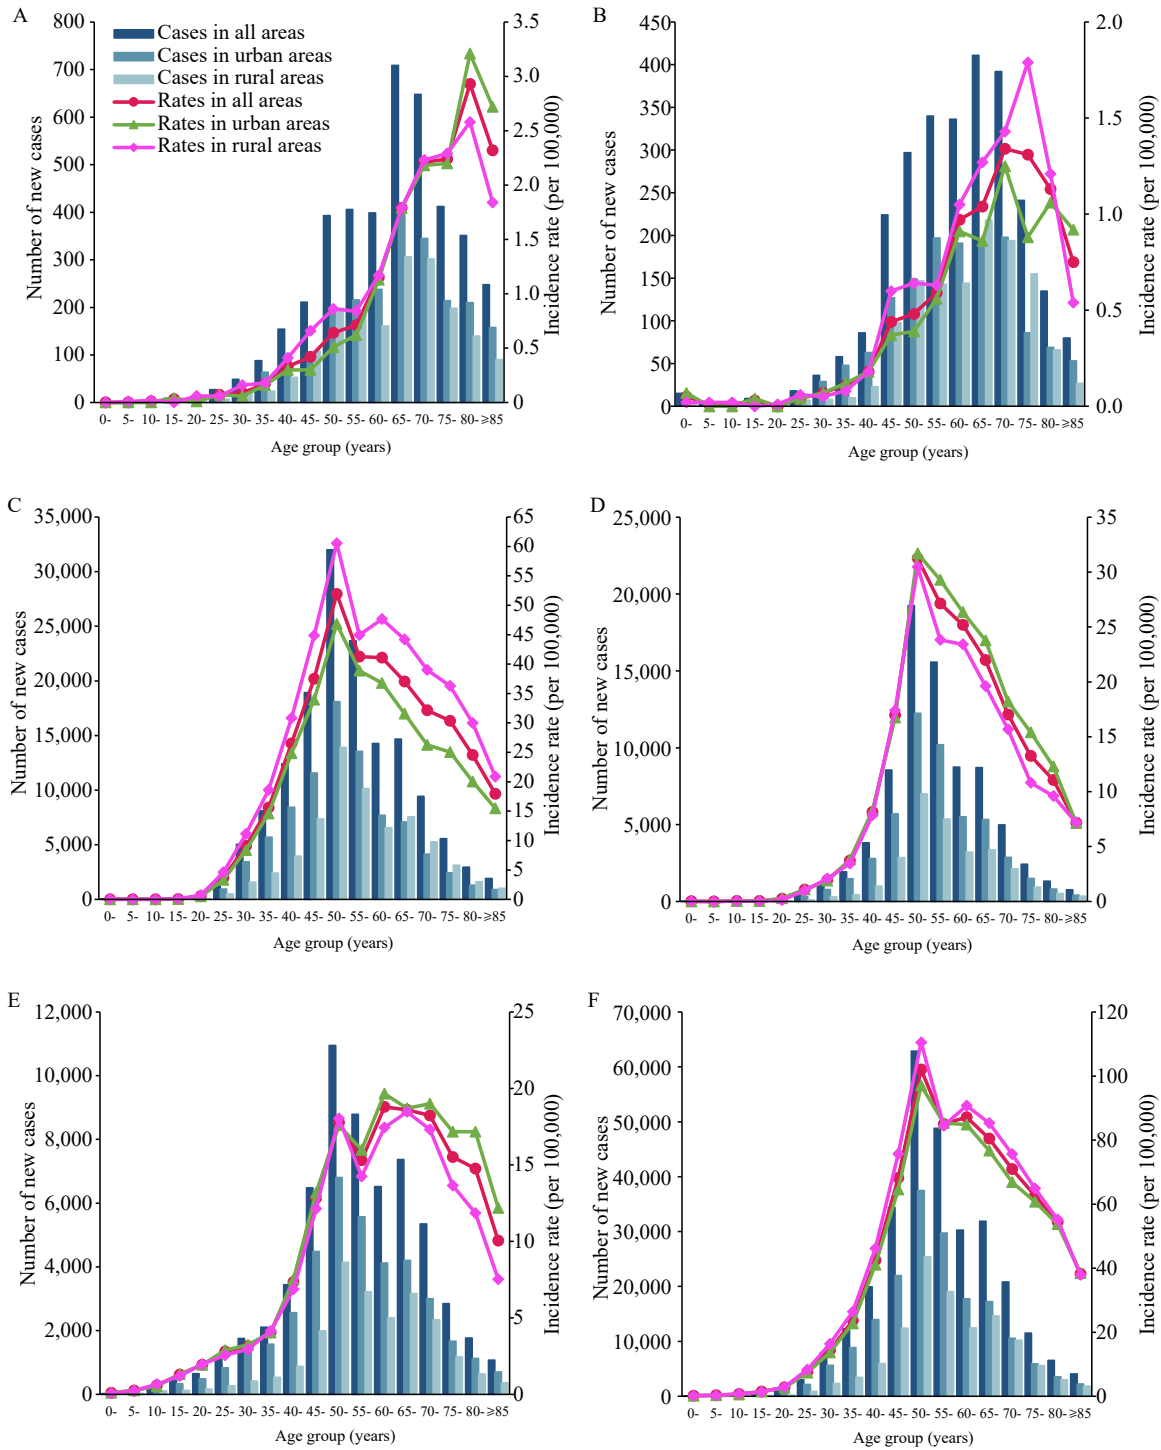 A
800
700
600
500
400
300
200
100
0
Number of new cases
3.5
3.0
2.5
2.0
1.5
1.0
0.5
0
Incidence rate (per 100,000)
Cases in all areas
Cases in urban areas
Cases in rural areas
Rates in all areas
Rates in urban areas
Rates in rural areas
0- 5- 10- 15- 20- 25- 30- 35- 40- 45- 50- 55- 60- 65- 70- 75- 80- ≥85
Age group (years)
B
450
400
350
300
250
200
150
100
50
0
Number of new cases
2.0
1.5
1.0
0.5
0.0
Incidence rate (per 100,000)
0- 5- 10- 15- 20- 25- 30- 35- 40- 45- 50- 55- 60- 65- 70- 75- 80- ≥85
Age group (years)
C
35,000
30,000
25,000
20,000
15,000
10,000
5,000
0
Number of new cases
65
60
55
50
45
40
35
30
25
20
15
10
5
0
Incidence rate (per 100,000)
0- 5- 10- 15- 20- 25- 30- 35- 40- 45- 50- 55- 60- 65- 70- 75- 80- ≥85
Age group (years)
D
25,000
20,000
15,000
10,000
5,000
0
Number of new cases
35
30
25
20
15
10
5
0
Incidence rate (per 100,000)
0- 5- 10- 15- 20- 25- 30- 35- 40- 45- 50- 55- 60- 65- 70- 75- 80- ≥85
Age group (years)
E
12,000
10,000
8,000
6,000
4,000
2,000
0
Number of new cases
25
20
15
10
5
0
Incidence rate (per 100,000)
0- 5- 10- 15- 20- 25- 30- 35- 40- 45- 50- 55- 60- 65- 70- 75- 80- ≥85
Age group (years)
F
70,000
60,000
50,000
40,000
30,000
20,000
10,000
0
Number of new cases
120
100
80
60
40
20
0
Incidence rate (per 100,000)
0- 5- 10- 15- 20- 25- 30- 35- 40- 45- 50- 55- 60- 65- 70- 75- 80- ≥85
Age group (years)